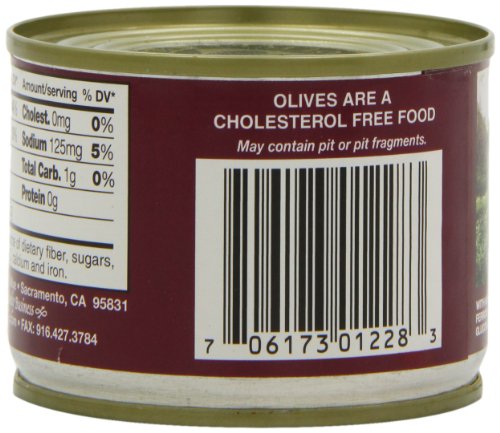 Amount/serving % DV*
Cholest. 0mg 0%
Sodium 125mg 5%
Total Carb. 1g 0%
Protein 0g
of dietary fiber, sugars,
calcium and iron.
• Sacramento, CA 95831
Business
• FAX: 916.427.3784
OLIVES ARE A
CHOLESTEROL FREE FOOD
May contain pit or pit fragments.
7 06173 01228 3